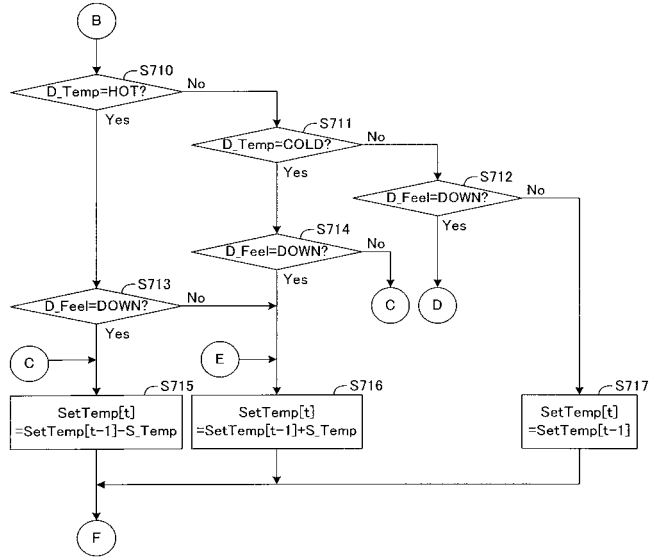 B
S710
D_Temp=HOT?
No
Yes
S711
D_Temp=COLD?
No
Yes
S712
D_Feel=DOWN?
No
Yes
S714
D_Feel=DOWN?
No
Yes
C
D
S713
D_Feel=DOWN?
No
Yes
C
E
S715
SetTemp[t]
=SetTemp[t-1]-S_Temp
S716
SetTemp[t}
=SetTemp[t-1]+S_Temp
S717
SetTemp[t]
=SetTemp[t-1]
F